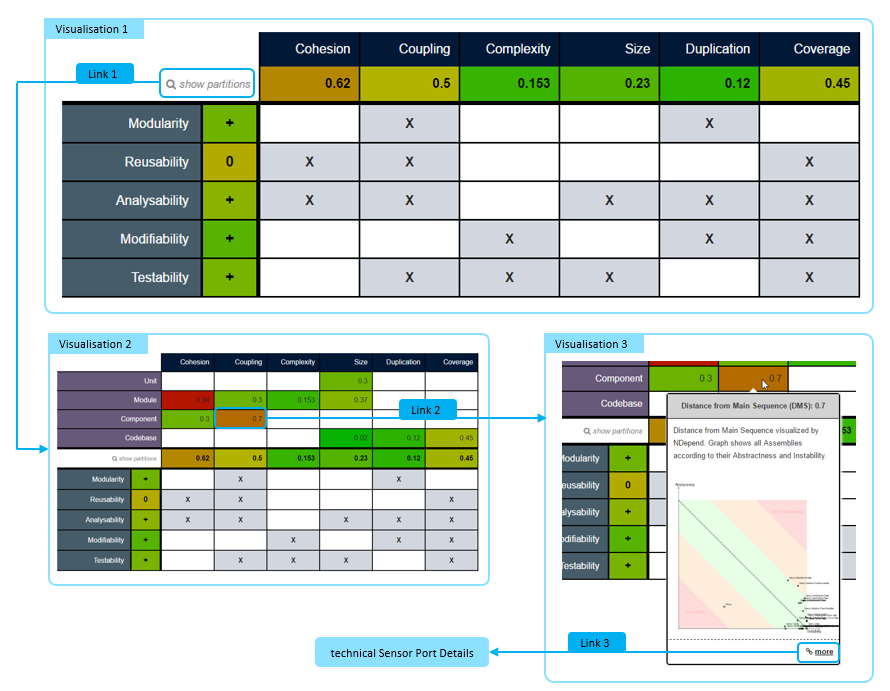 Visualisation 1
Cohesion Coupling Complexity Size Duplication Coverage
Link 1
show partitions 0.62 0.5 0.153 0.23 0.12 0.45
Modularity + X X
Reusability 0 X X X
Analysability + X X X X X
Modifiability + X X X
Testability + X X X X
Visualisation 2
Cohesion Coupling Complexity Size Duplication Coverage
Unit 0.3
Module 0.3 0.153 0.37
Component 0.3 0.7
Codebase 0.02 0.12 0.45
show partitions 0.62 0.5 0.153 0.23 0.12 0.45
Modularity + X X
Reusability 0 X X X
Analysability + X X X X X
Modifiability + X X X
Testability + X X X X
Link 2
Visualisation 3
Component 0.3 0.7
Codebase
show partitions 53
Modularity +
eusability 0
alysability +
odifiability +
Testability +
Distance from Main Sequence (DMS): 0.7
Distance from Main Sequence visualized by
NDepend. Graph shows all Assemblies
according to their Abstractness and Instability.
Abstractness
Instability
more
Link 3
technical Sensor Port Details